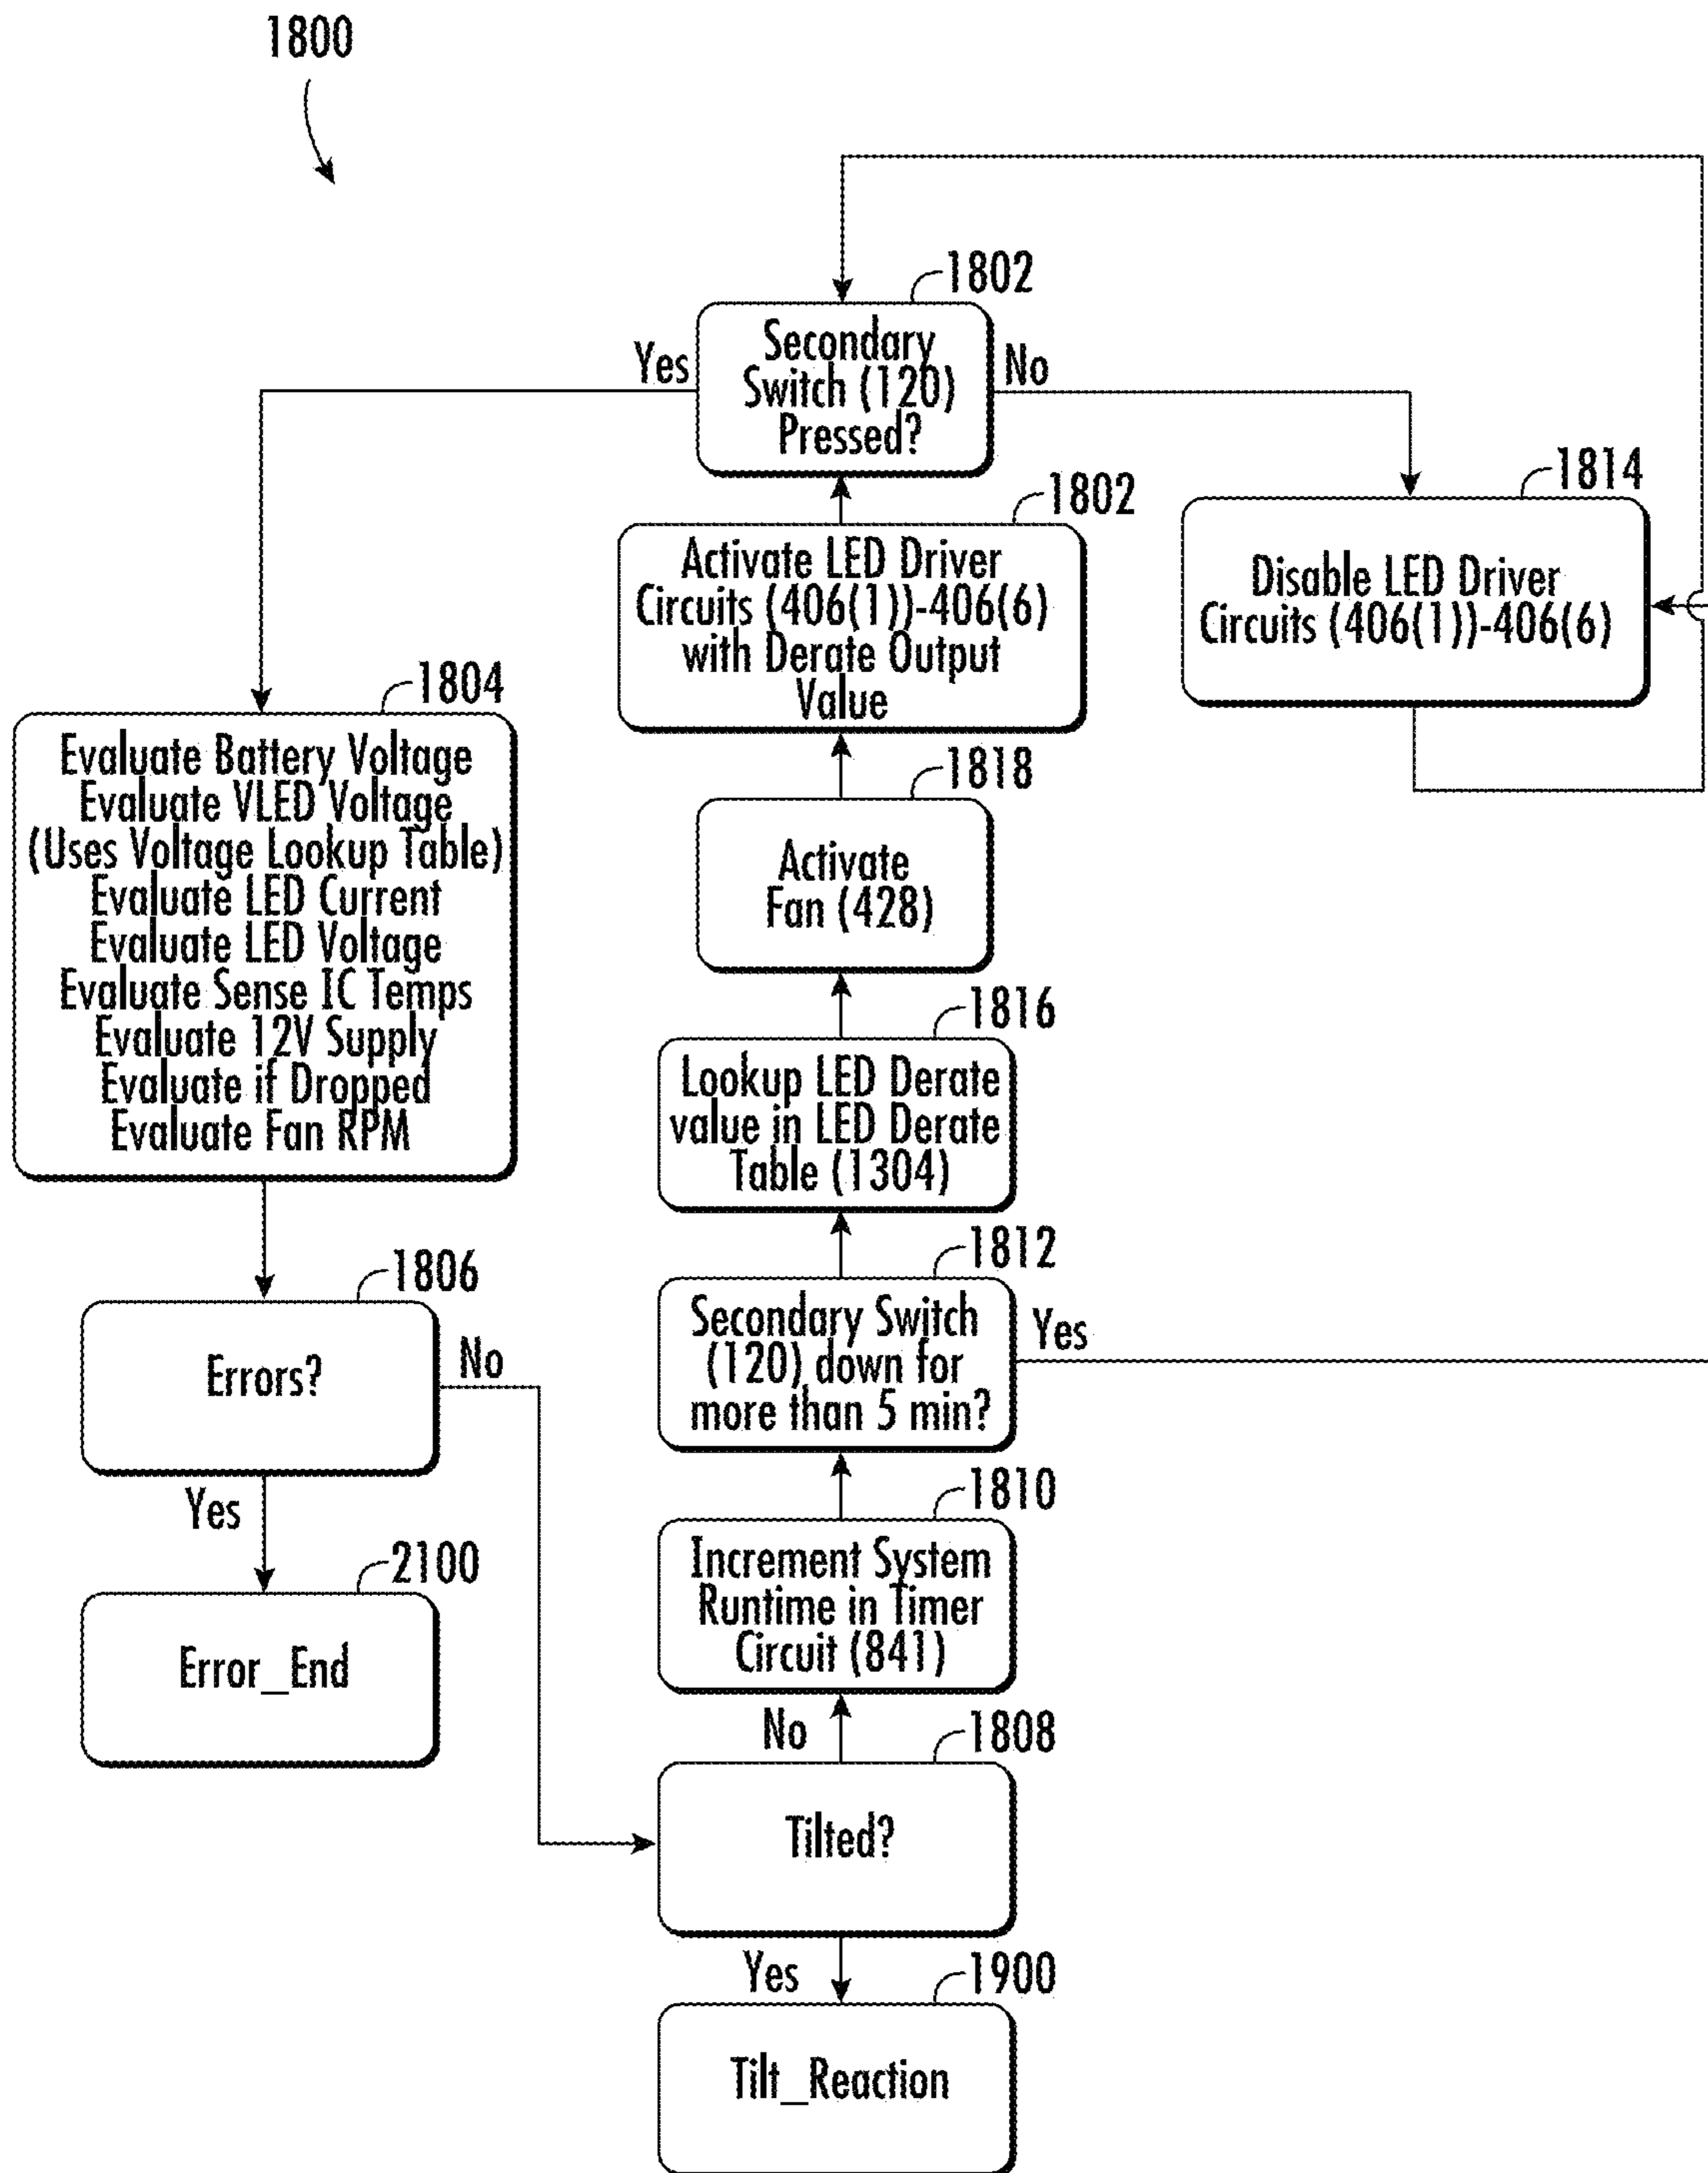 1800
1802
Secondary
Switch (120)
Pressed?
Yes
No
1802
Activate LED Driver
Circuits (406(1))-406(6)
with Derate Output
Value
1814
Disable LED Driver
Circuits (406(1))-406(6)
1804
Evaluate Battery Voltage
Evaluate VLED Voltage
(Uses Voltage Lookup Table)
Evaluate LED Current
Evaluate LED Voltage
Evaluate Sense IC Temps
Evaluate 12V Supply
Evaluate if Dropped
Evaluate Fan RPM
1818
Activate
Fan (428)
1816
Lookup LED Derate
value in LED Derate
Table (1304)
1812
Secondary Switch
(120) down for
more than 5 min?
Yes
1806
Errors?
No
Yes
2100
Error_End
1810
Increment System
Runtime in Timer
Circuit (841)
No
1808
Tilted?
Yes
1900
Tilt_Reaction